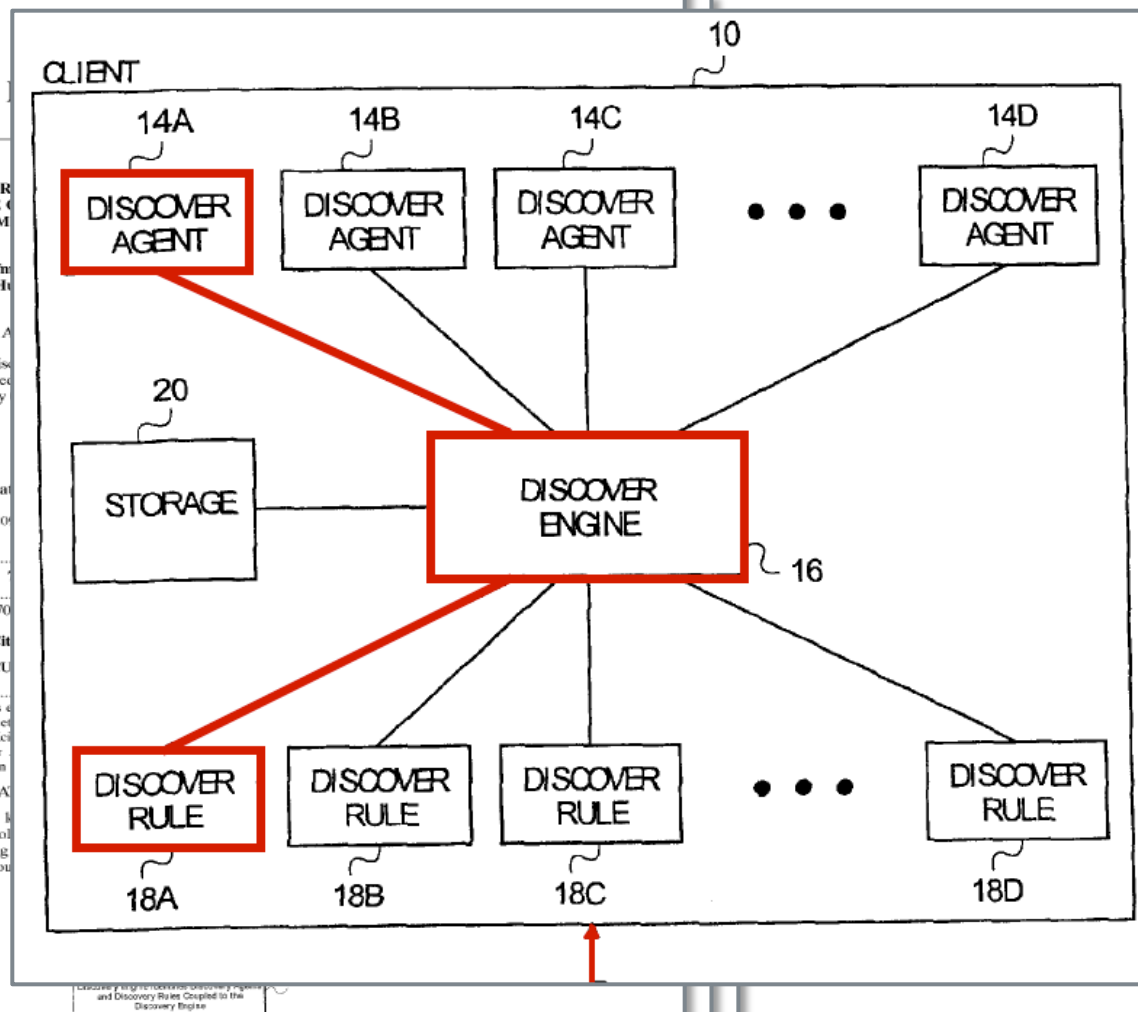 10
CLIENT
14A
14B
14C
14D
DISCOVER
AGENT
DISCOVER
AGENT
DISCOVER
AGENT
DISCOVER
AGENT
20
STORAGE
DISCOVER
ENGINE
16
DISCOVER
RULE
DISCOVER
RULE
DISCOVER
RULE
DISCOVER
RULE
18A
18B
18C
18D
and Discovery Rules Coupled to the
Discovery Engine